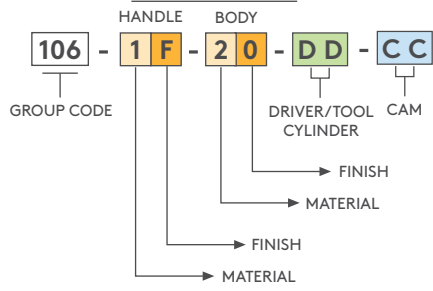 HANDLE BODY
106 - 1 F - 2 0 - D D - C C
GROUP CODE
DRIVER/TOOL
CYLINDER
CAM
FINISH
MATERIAL
FINISH
MATERIAL